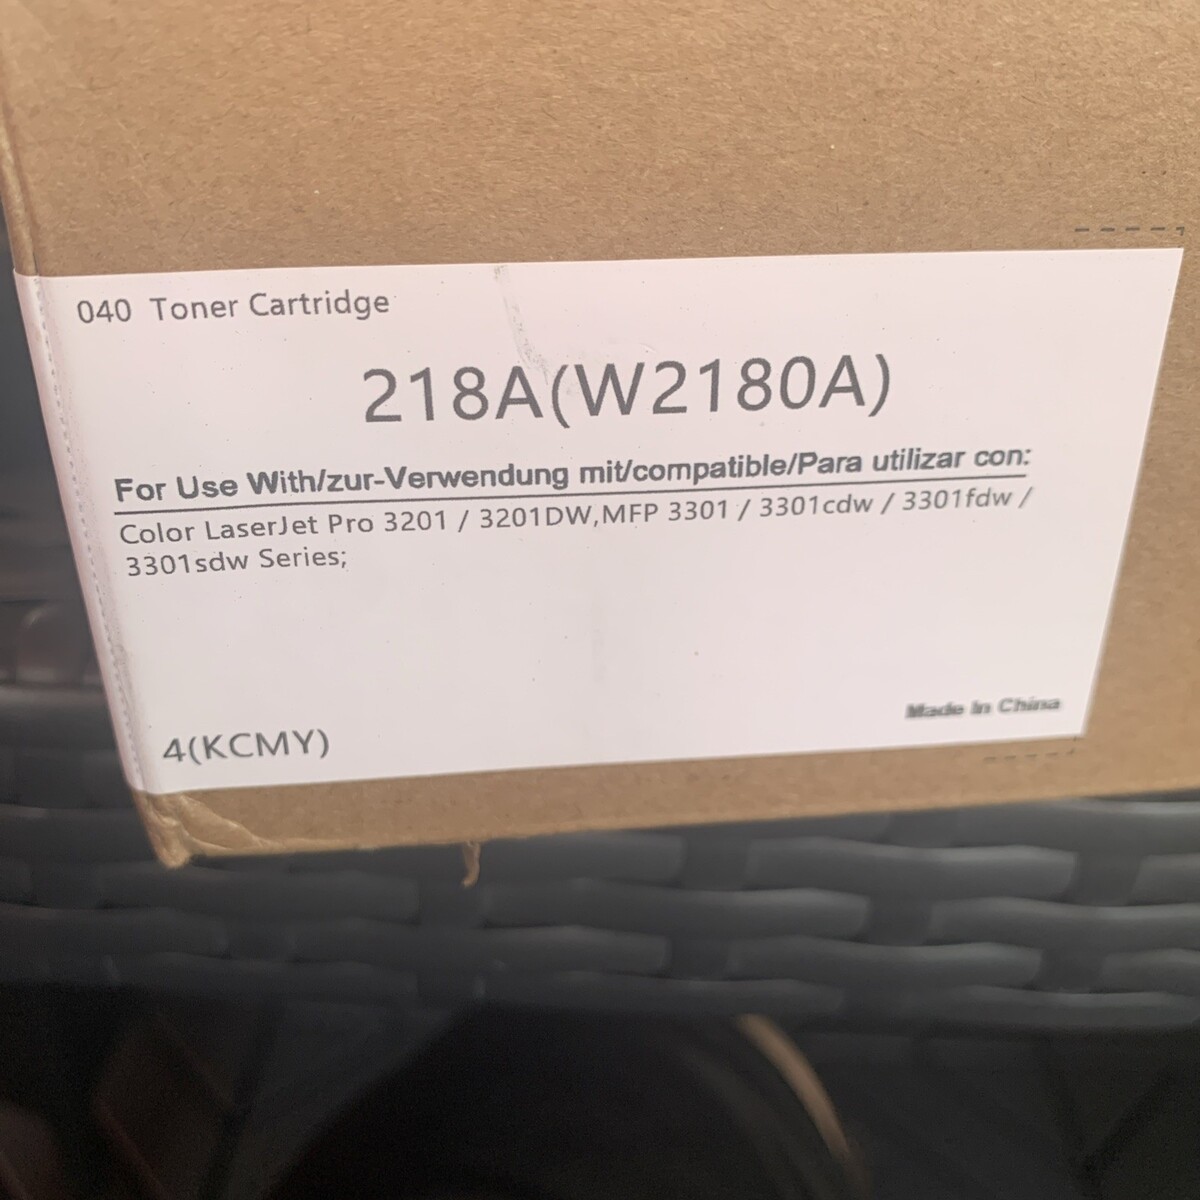 040 Toner Cartridge
218A(W2180A)
For Use With/zur-Verwendung mit/compatible/Para utilizar con:
Color LaserJet Pro 3201 / 3201DW,MFP 3301 / 3301cdw / 3301fdw /
3301sdw Series;
Made In China
4(KCMY)